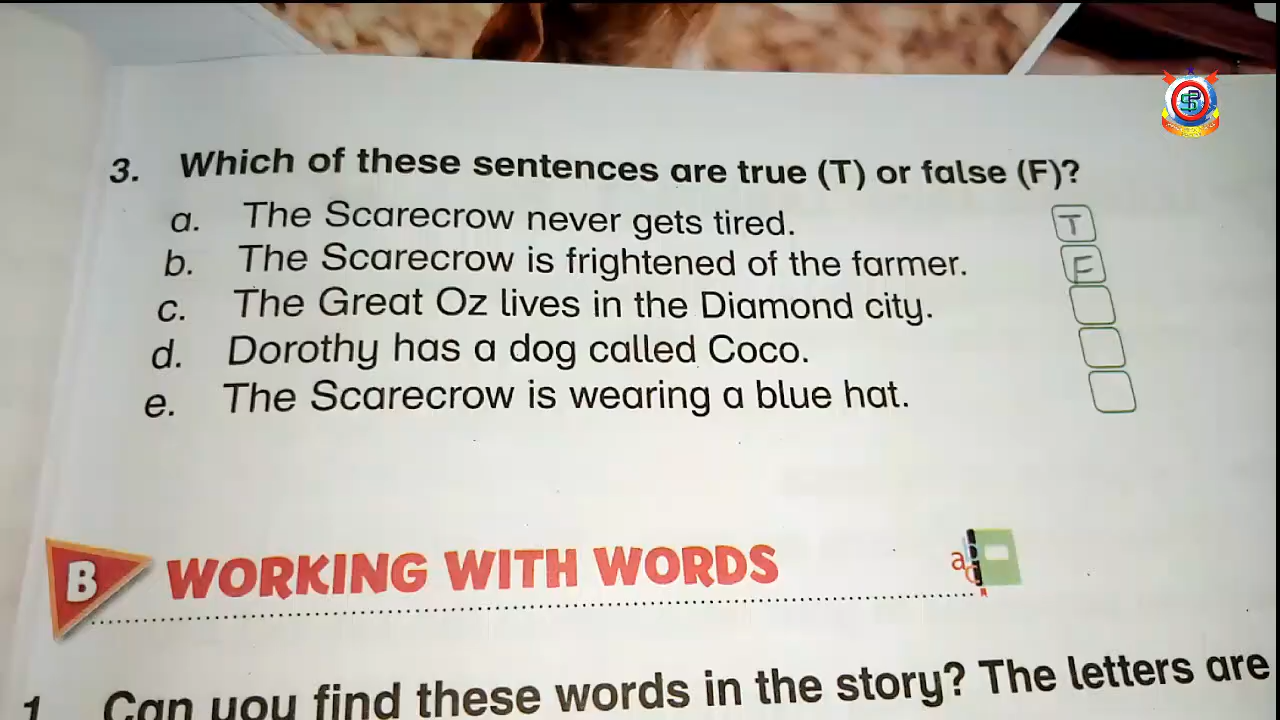 3. Which of these sentences are true (T) or false (F)?
a. The Scarecrow never gets tired. T
b. The Scarecrow is frightened of the farmer. F
c. The Great Oz lives in the Diamond city.
d. Dorothy has a dog called Coco.
e. The Scarecrow is wearing a blue hat.
B WORKING WITH WORDS
1 Can you find these words in the story? The letters are